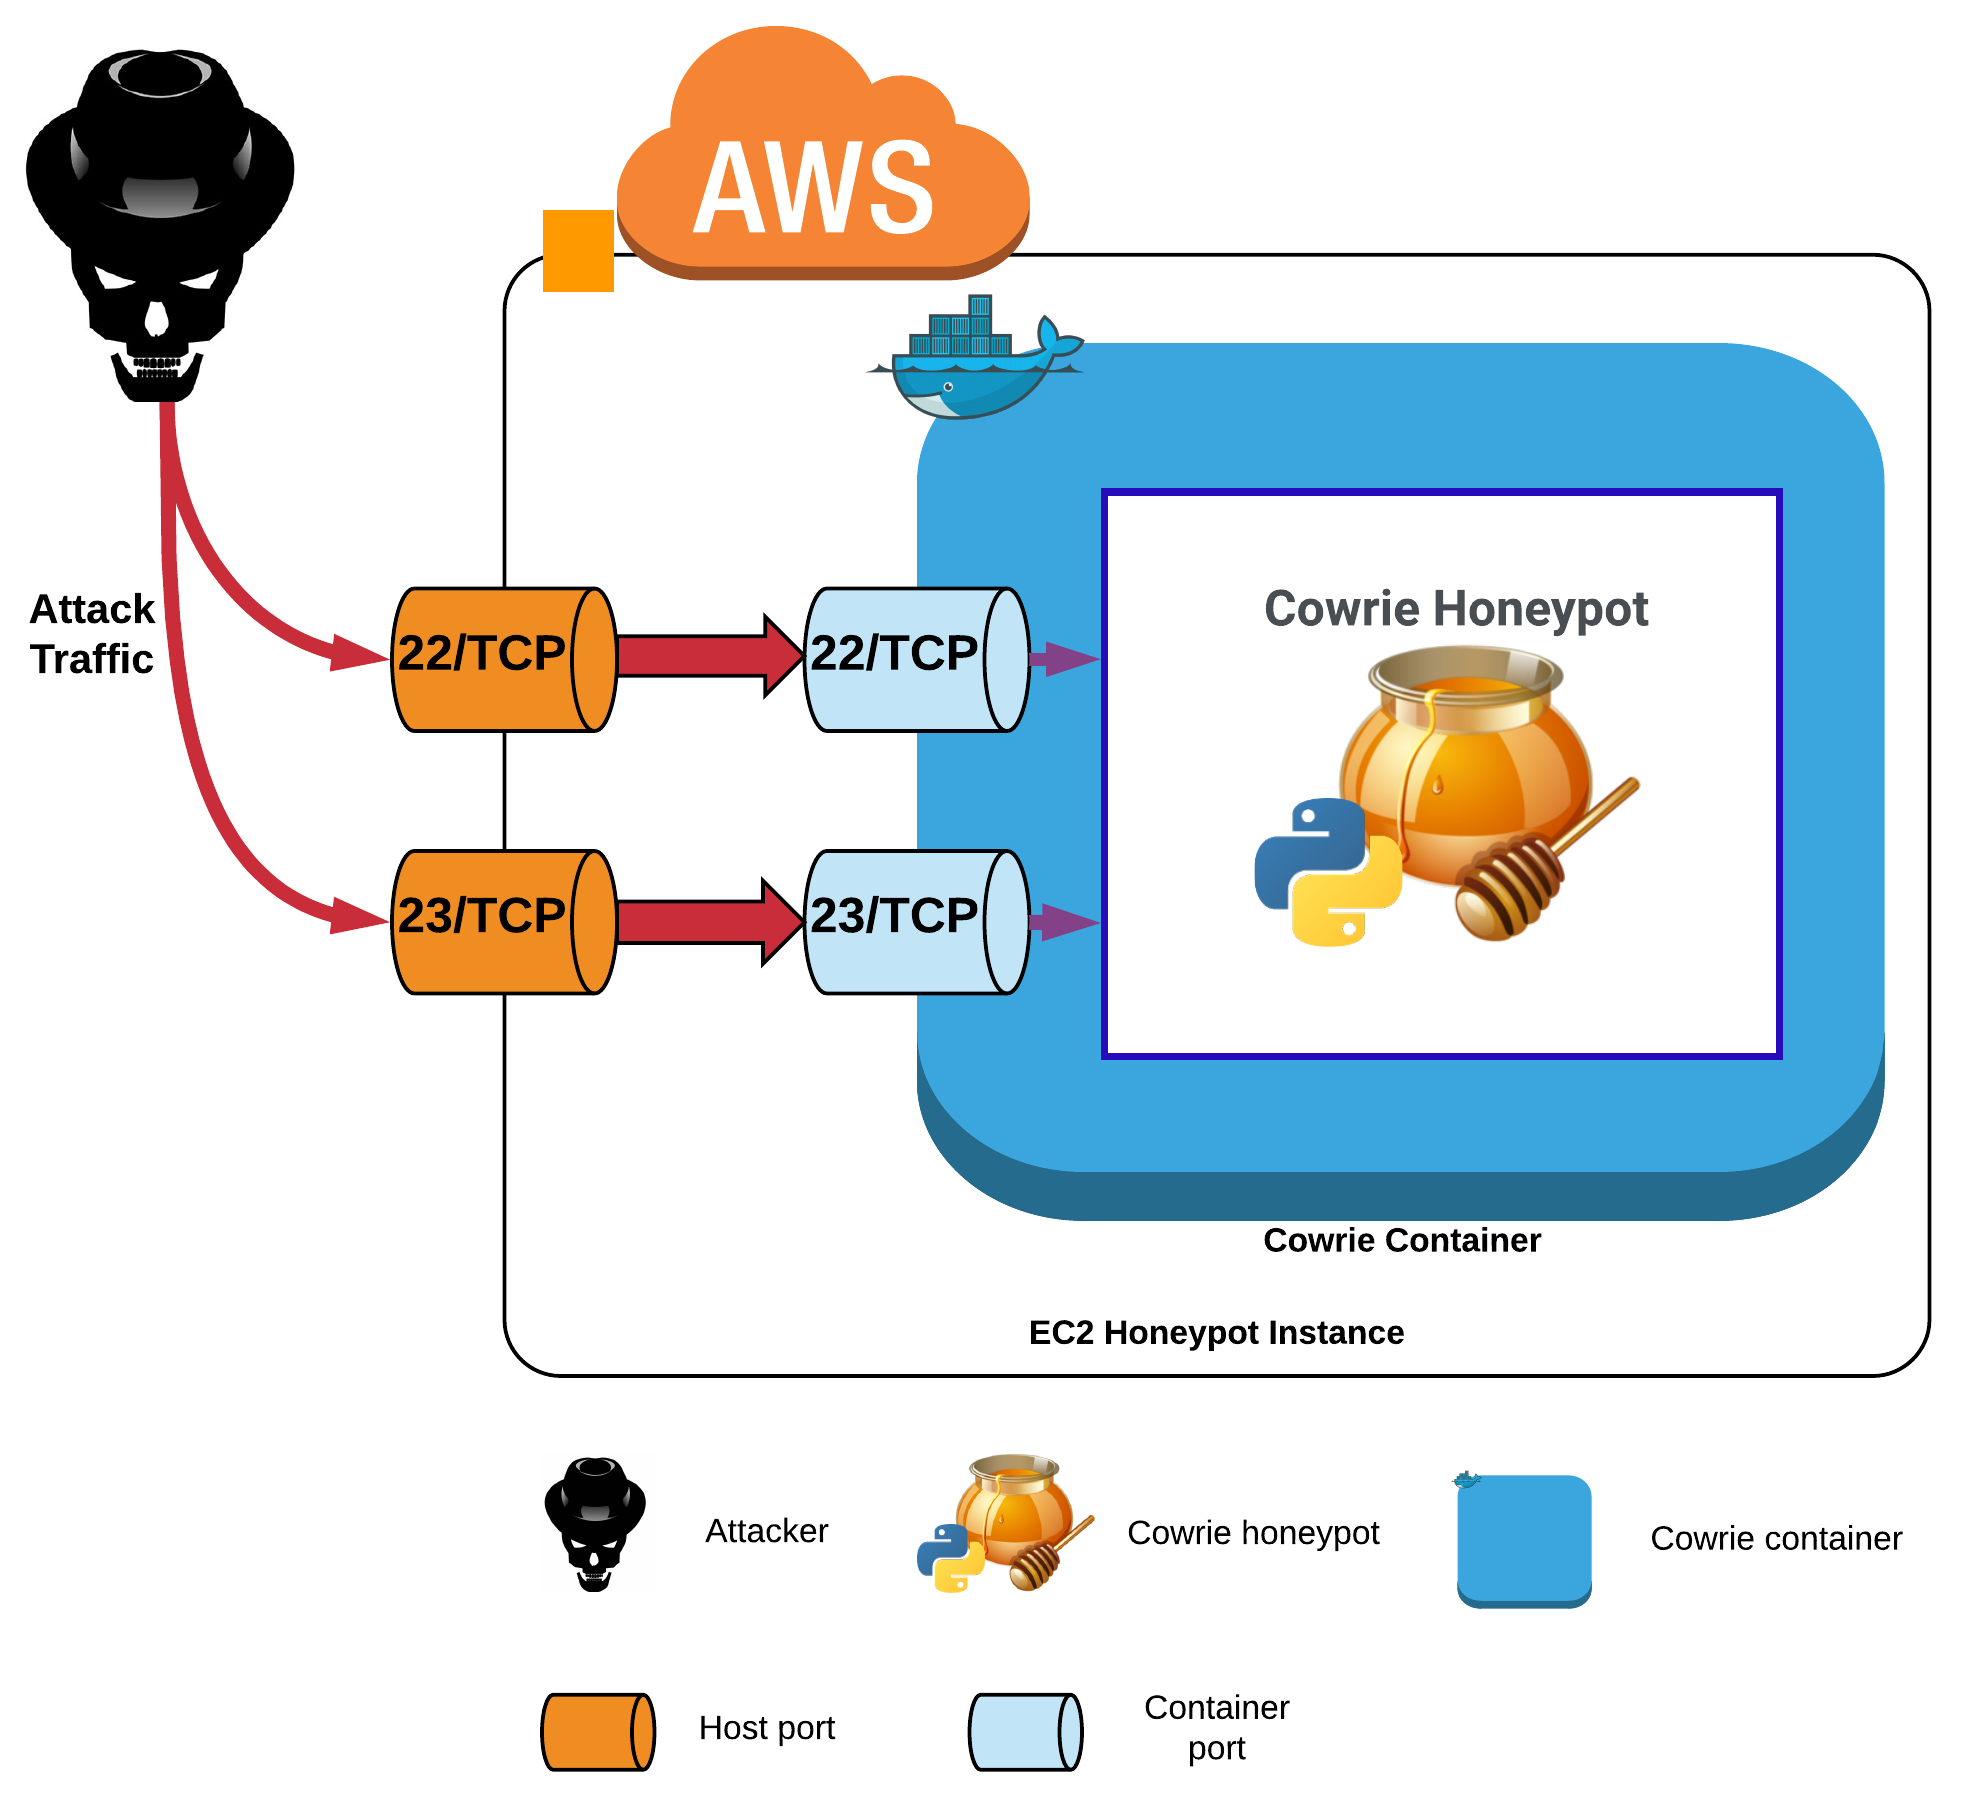 AWS
Attack
Traffic
22/TCP
22/TCP
Cowrie Honeypot
23/TCP
23/TCP
Cowrie Container
EC2 Honeypot Instance
Attacker
Cowrie honeypot
Cowrie container
Host port
Container
port